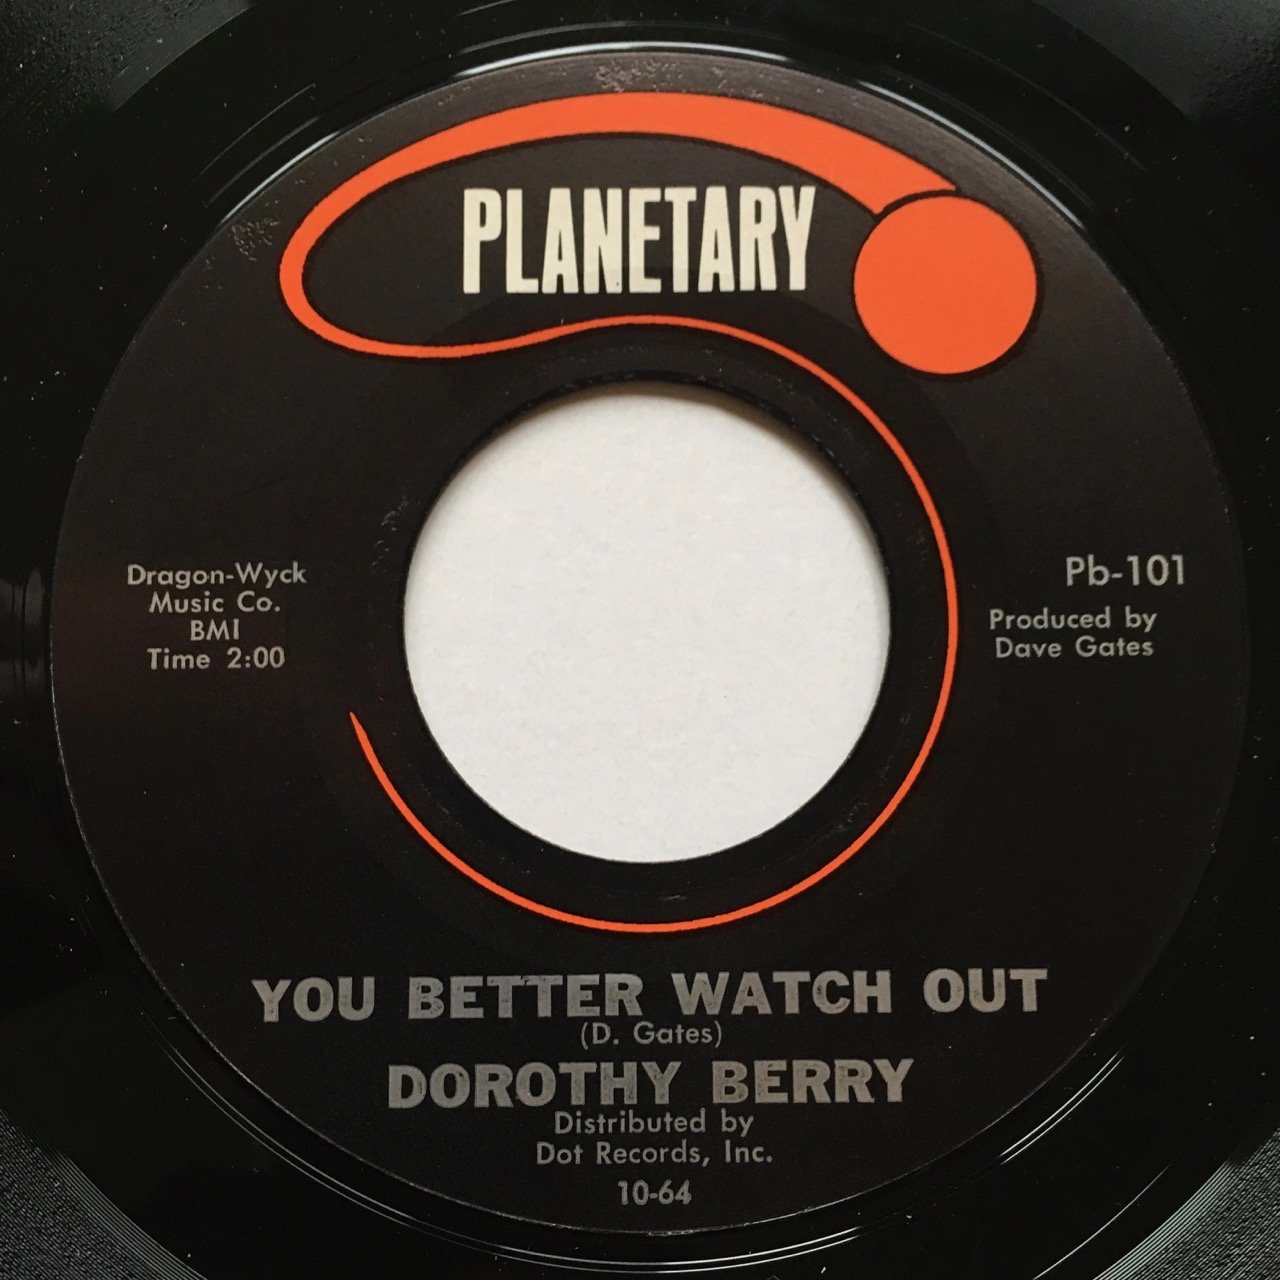 PLANETARY
Dragon-Wyck
Music Co.
BMI
Time 2:00
Pb-101
Produced by
Dave Gates
YOU BETTER WATCH OUT
(D. Gates)
DOROTHY BERRY
Distributed by
Dot Records, Inc.
10-64